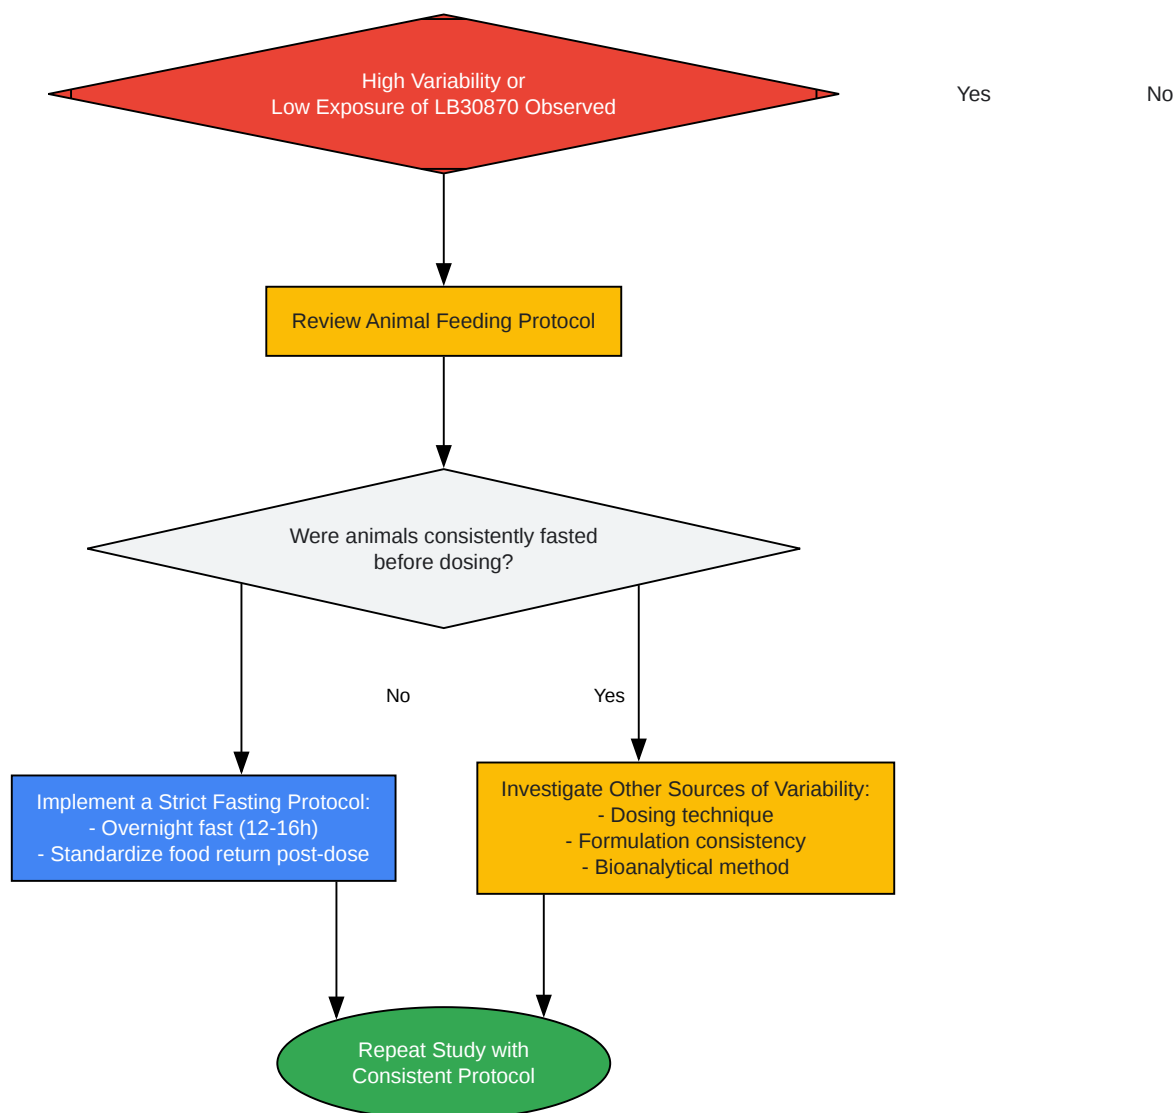 High Variability or
Low Exposure of LB30870 Observed
Yes
No
Review Animal Feeding Protocol
Were animals consistently fasted
before dosing?
No
Yes
Implement a Strict Fasting Protocol:
- Overnight fast (12-16h)
- Standardize food return post-dose
Investigate Other Sources of Variability:
- Dosing technique
- Formulation consistency
- Bioanalytical method
Repeat Study with
Consistent Protocol